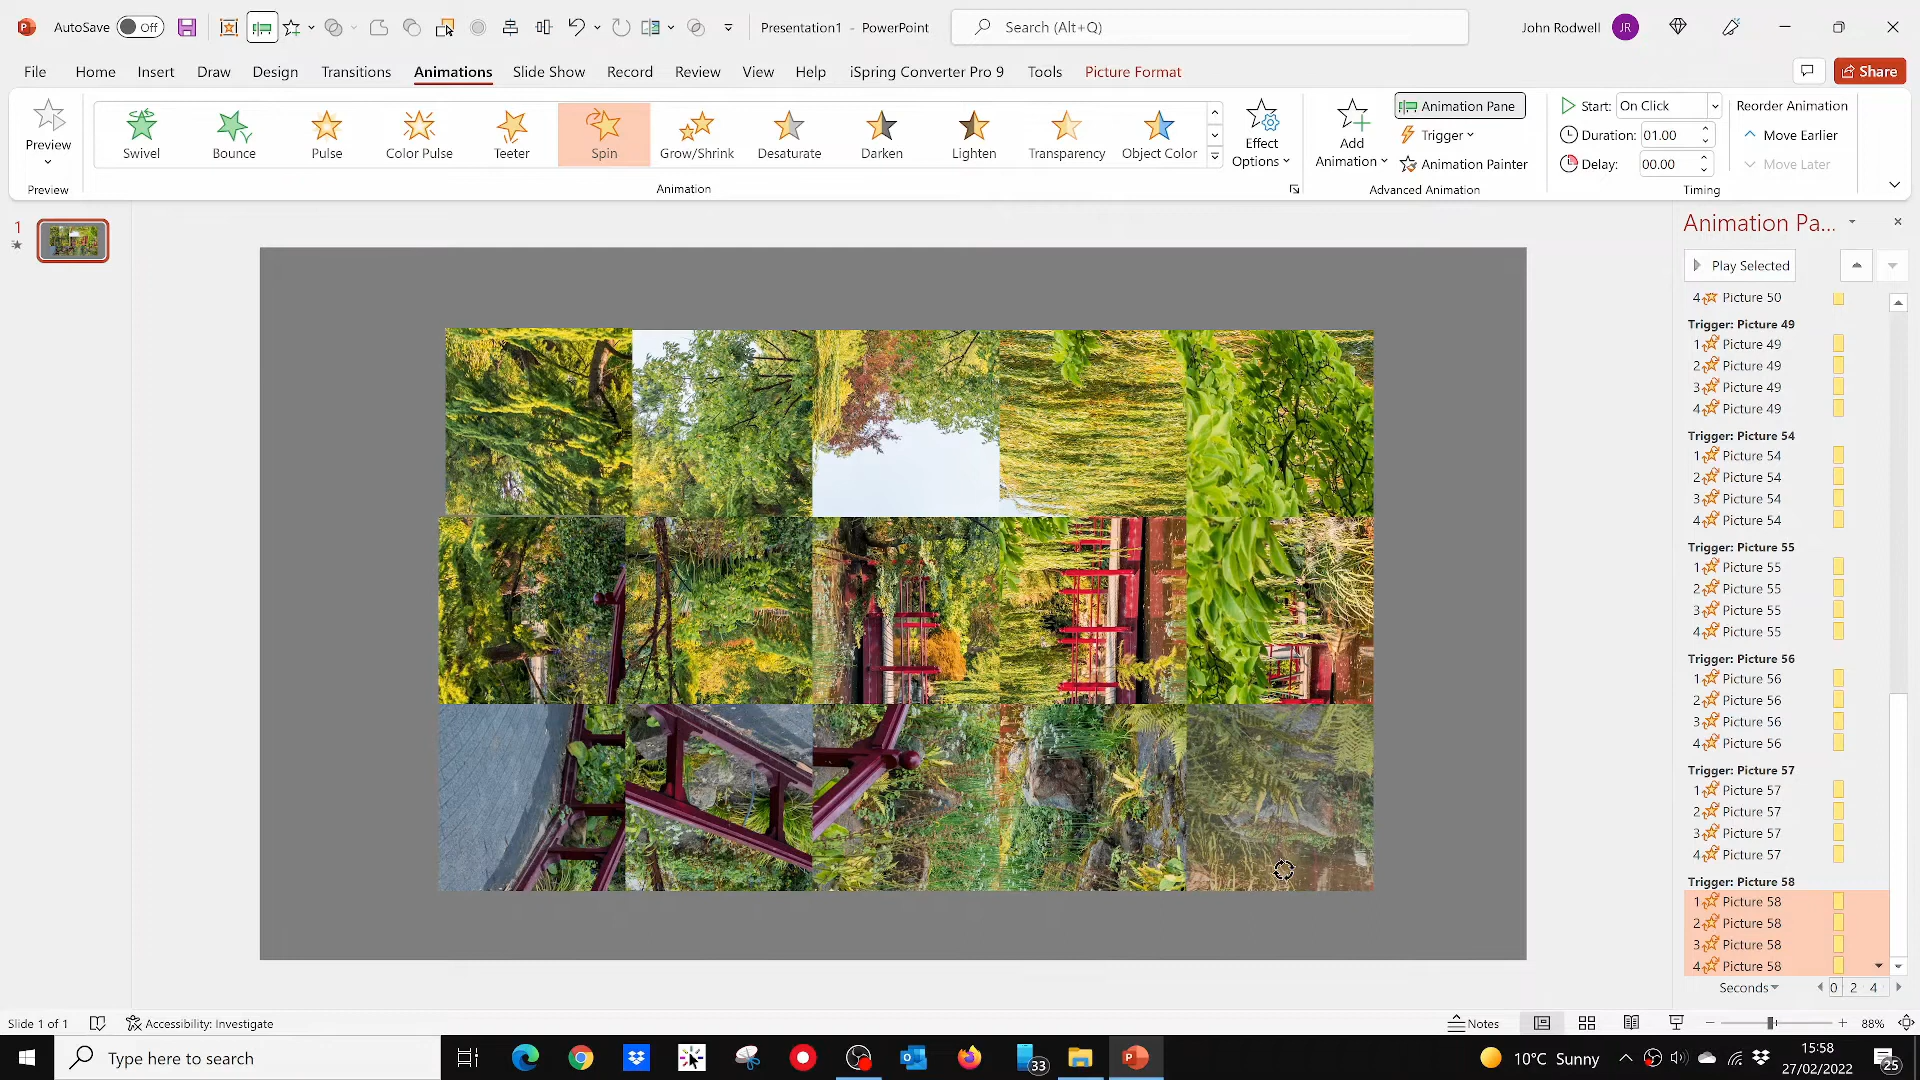 AutoSave Off Presentation1 - PowerPoint Search (Alt+Q) John Rodwell JR
File Home Insert Draw Design Transitions Animations Slide Show Record Review View Help iSpring Converter Pro 9 Tools Picture Format Share
Preview
Swivel Bounce Pulse Color Pulse Teeter Spin Grow/Shrink Desaturate Darken Lighten Transparency Object Color
Effect Options
Add Animation
Animation Pane
Trigger
Animation Painter
Start: On Click
Duration: 01.00
Delay: 00.00
Reorder Animation
Move Earlier
Move Later
Preview Animation Advanced Animation Timing
1
Animation Pa...
Play Selected
4 Picture 50
Trigger: Picture 49
1 Picture 49
2 Picture 49
3 Picture 49
4 Picture 49
Trigger: Picture 54
1 Picture 54
2 Picture 54
3 Picture 54
4 Picture 54
Trigger: Picture 55
1 Picture 55
2 Picture 55
3 Picture 55
4 Picture 55
Trigger: Picture 56
1 Picture 56
2 Picture 56
3 Picture 56
4 Picture 56
Trigger: Picture 57
1 Picture 57
2 Picture 57
3 Picture 57
4 Picture 57
Trigger: Picture 58
1 Picture 58
2 Picture 58
3 Picture 58
4 Picture 58
Seconds 0 2 4
Slide 1 of 1 Accessibility: Investigate Notes 88%
Type here to search 33 10°C Sunny 15:58
27/02/2022 25